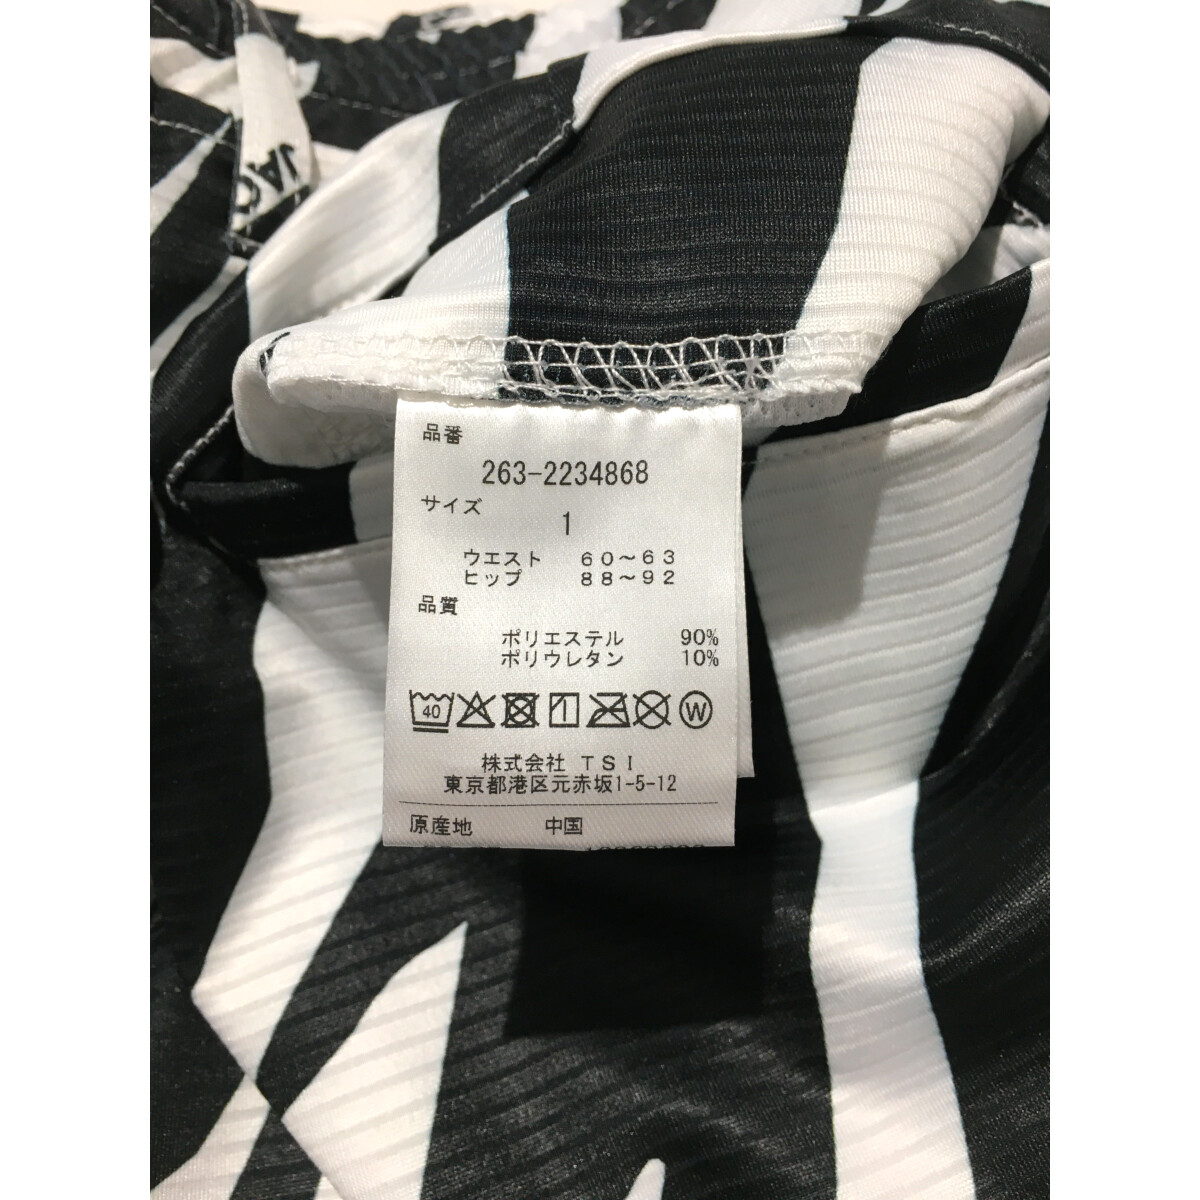 JAC
品番
263-2234868
サイズ
1
ウエスト 60～63
ヒップ 88～92
品質
ポリエステル 90%
ポリウレタン 10%
40 W
株式会社 TSI
東京都港区元赤坂1-5-12
原産地 中国